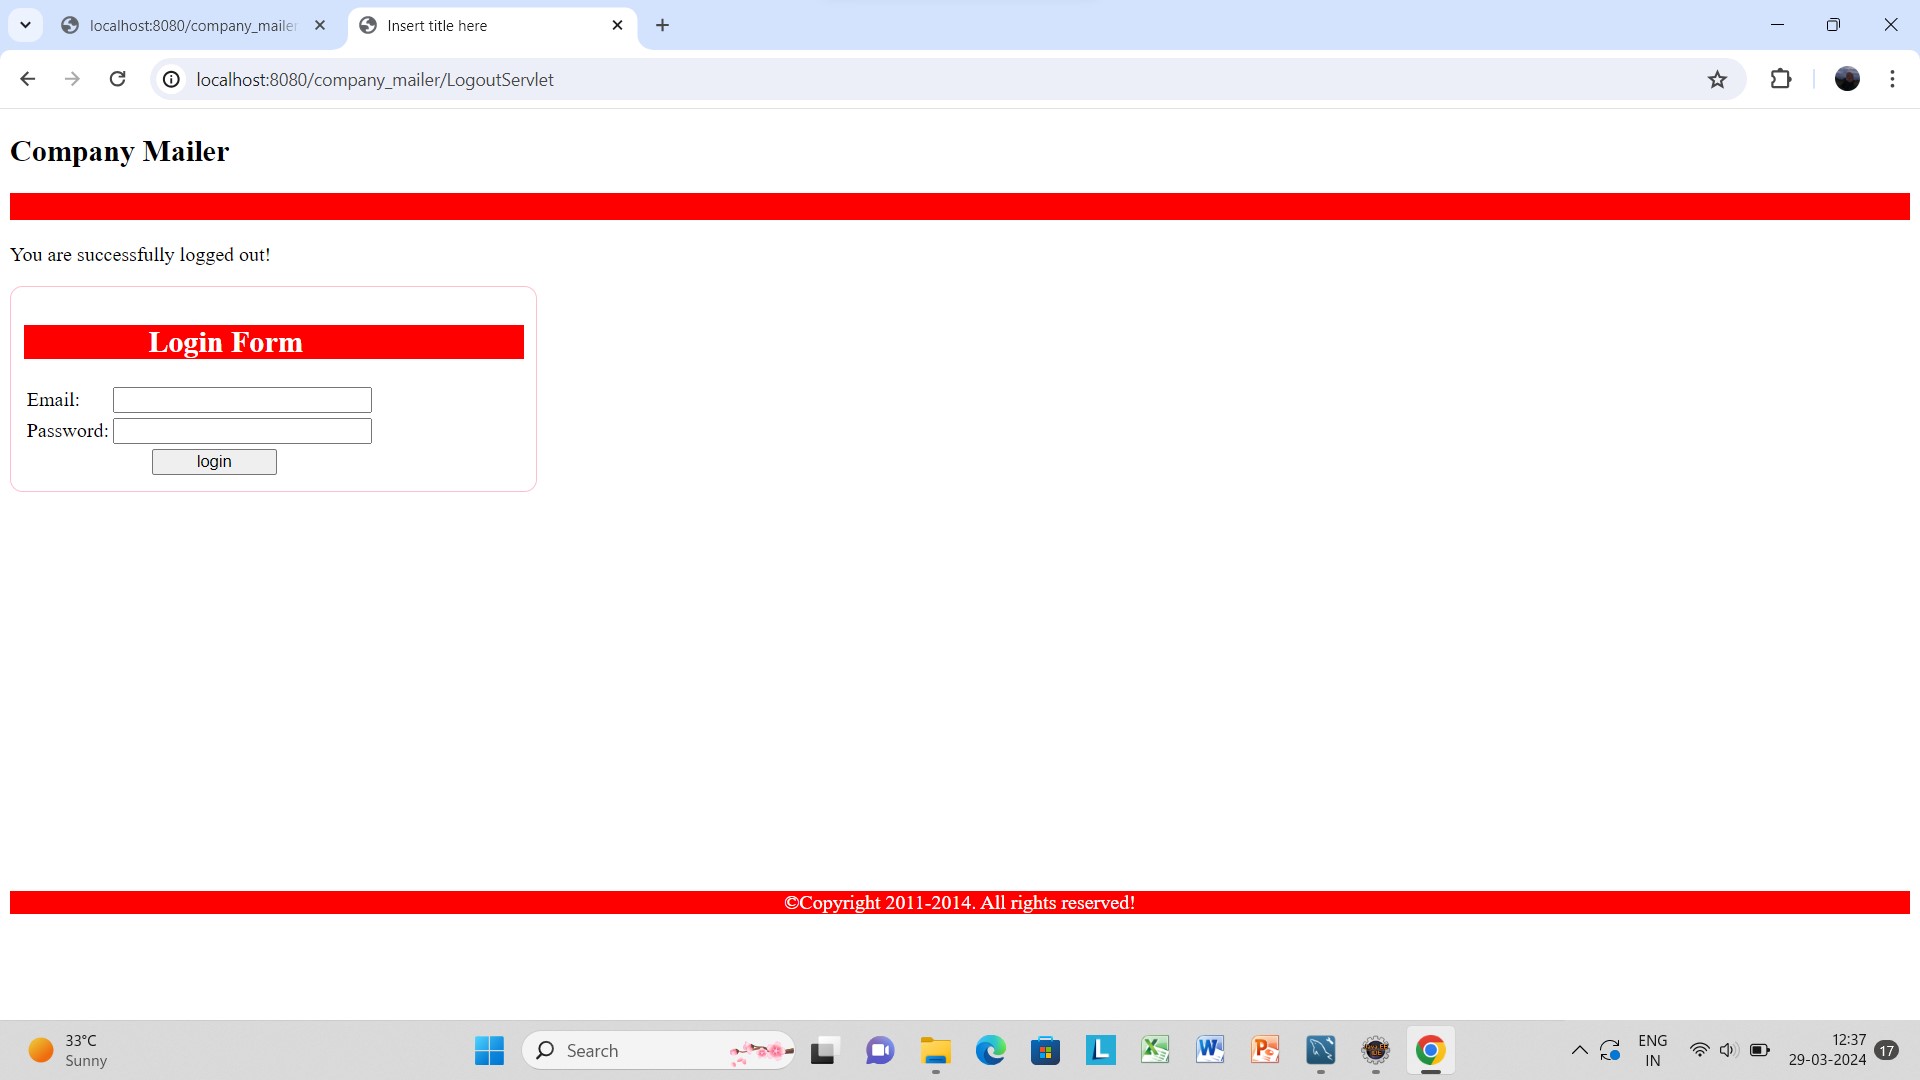 localhost:8080/company_mailer
Insert title here
localhost:8080/company_mailer/LogoutServlet
Company Mailer
You are successfully logged out!
Login Form
Email:
Password:
login
©Copyright 2011-2014. All rights reserved!
33°C
Sunny
Search
L
ENG
IN
12:37
29-03-2024
17